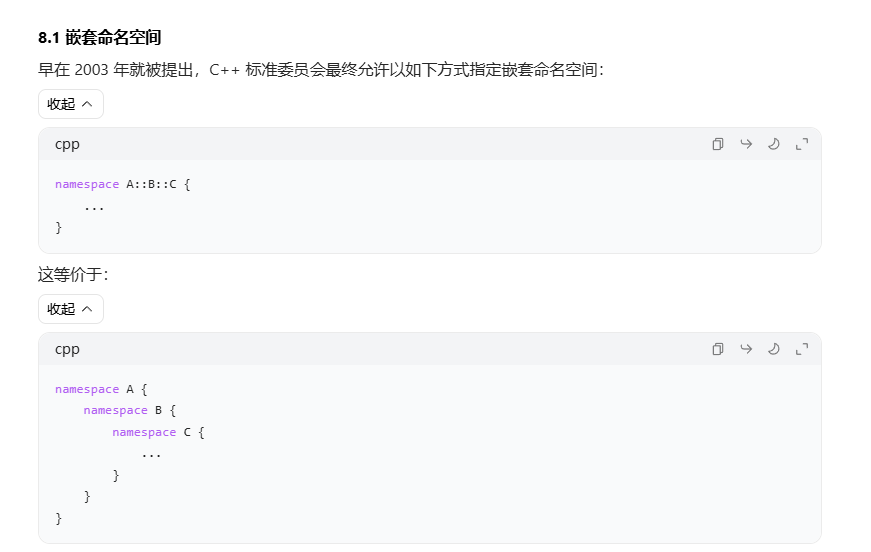 8.1 嵌套命名空间
早在 2003 年就被提出，C++ 标准委员会最终允许以如下方式指定嵌套命名空间：
收起
cpp
namespace A::B::C {
    ...
}
这等价于：
收起
cpp
namespace A {
    namespace B {
        namespace C {
            ...
        }
    }
}